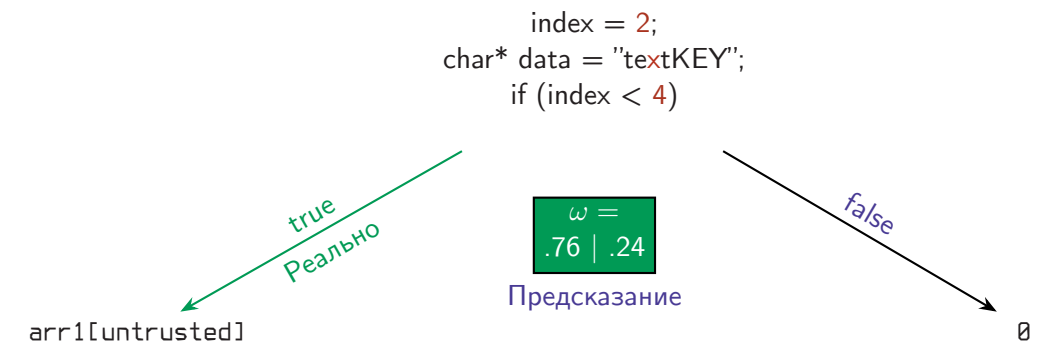 index = 2;
char* data = "textKEY";
if (index < 4)
true
Реально
ω =
.76 | .24
Предсказание
false
arr1[untrusted]
0